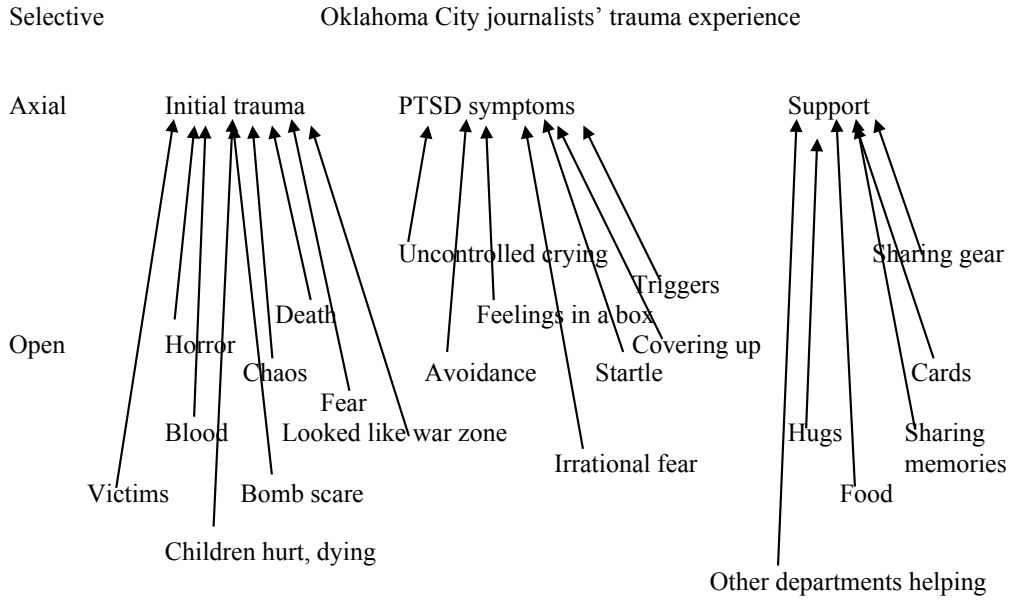 Selective Oklahoma City journalists’ trauma experience
Axial Initial trauma PTSD symptoms Support
Uncontrolled crying Sharing gear
Triggers
Death Feelings in a box
Open Horror Covering up
Chaos Avoidance Startle Cards
Fear
Blood Looked like war zone Hugs Sharing
memories
Irrational fear
Victims Bomb scare Food
Children hurt, dying
Other departments helping